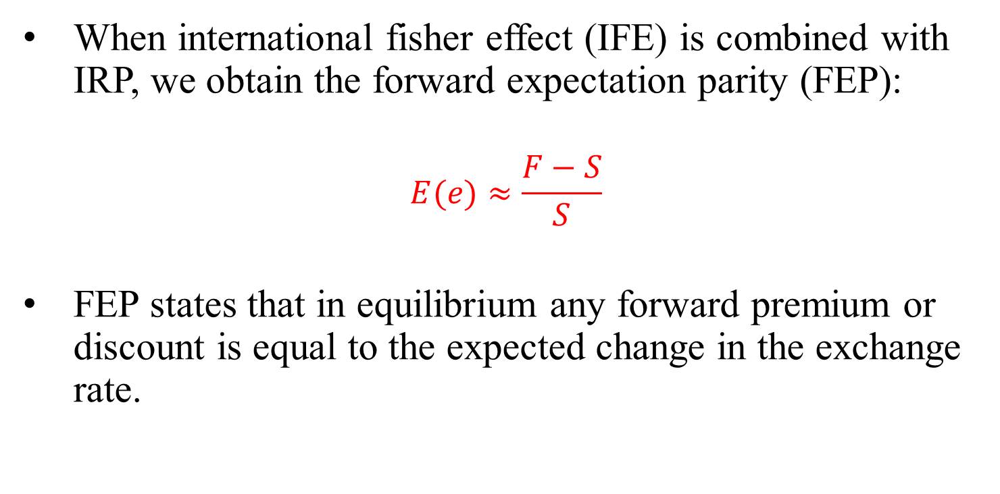 • When international fisher effect (IFE) is combined with
IRP, we obtain the forward expectation parity (FEP):
E(e) ≈ \frac{F − S}{S}
• FEP states that in equilibrium any forward premium or
discount is equal to the expected change in the exchange
rate.